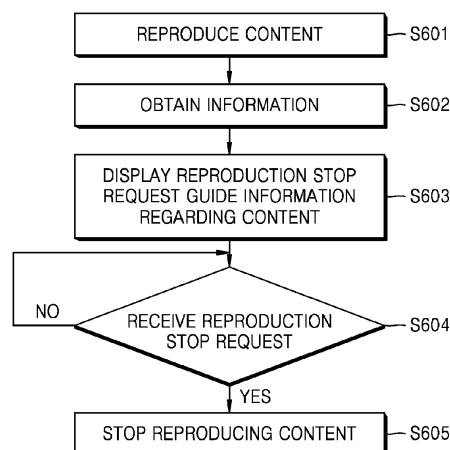 REPRODUCE CONTENT
S601
OBTAIN INFORMATION
S602
DISPLAY REPRODUCTION STOP
REQUEST GUIDE INFORMATION
REGARDING CONTENT
S603
NO
RECEIVE REPRODUCTION
STOP REQUEST
S604
YES
STOP REPRODUCING CONTENT
S605